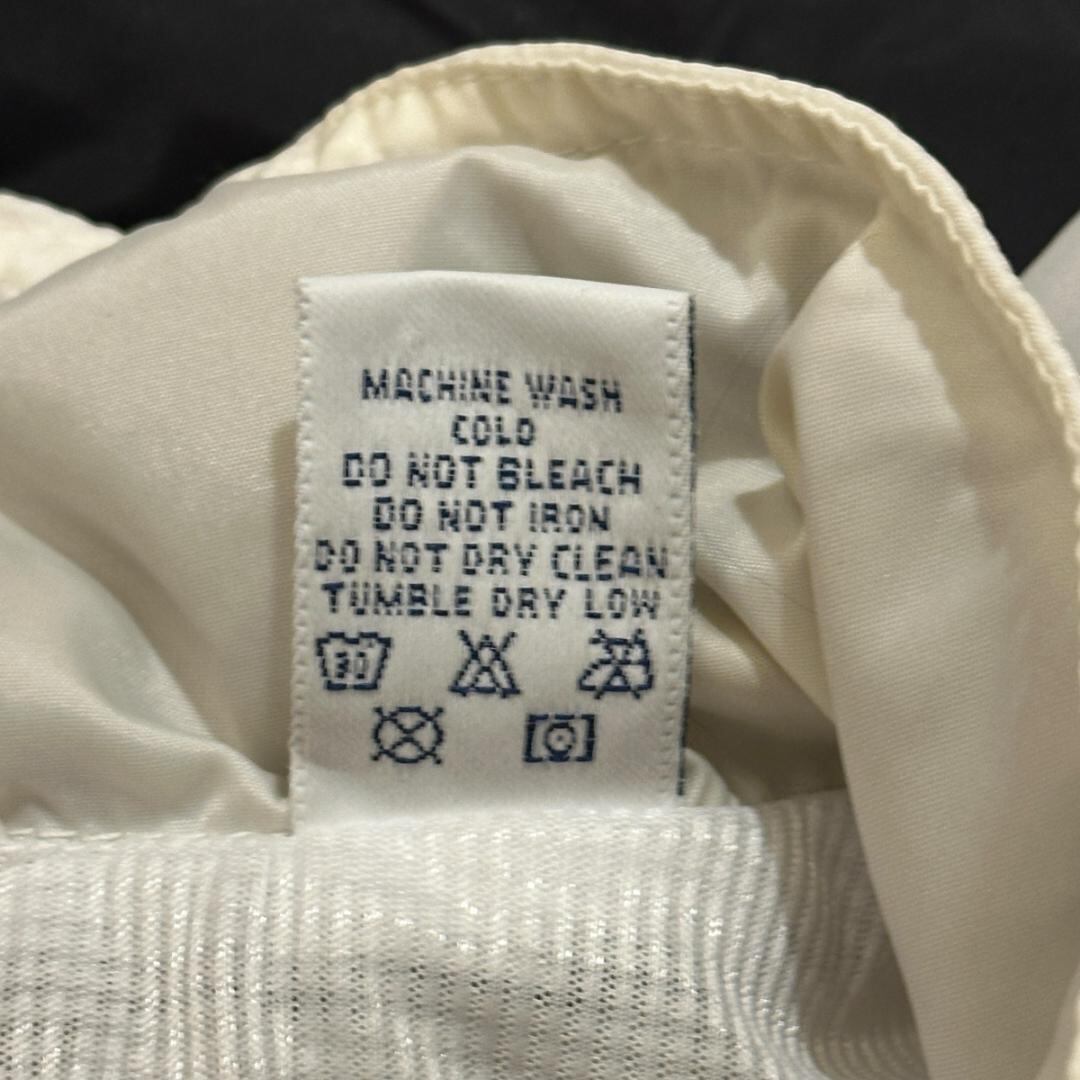 MACHINE WASH
COLD
DO NOT BLEACH
DO NOT IRON
DO NOT DRY CLEAN
TUMBLE DRY LOW
30